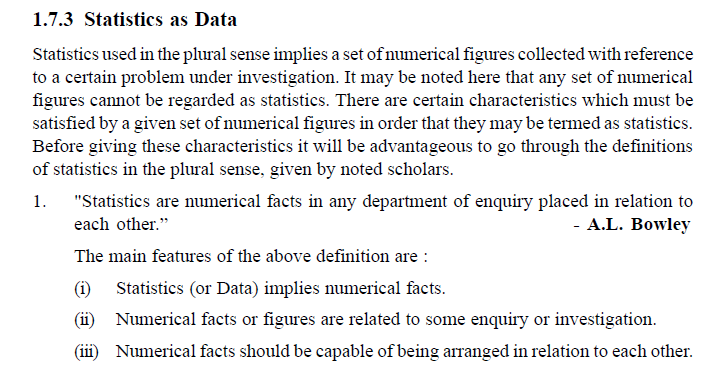 1.7.3 Statistics as Data
Statistics used in the plural sense implies a set of numerical figures collected with reference
to a certain problem under investigation. It may be noted here that any set of numerical
figures cannot be regarded as statistics. There are certain characteristics which must be
satisfied by a given set of numerical figures in order that they may be termed as statistics.
Before giving these characteristics it will be advantageous to go through the definitions
of statistics in the plural sense, given by noted scholars.
1. "Statistics are numerical facts in any department of enquiry placed in relation to
each other.” - A.L. Bowley
The main features of the above definition are :
(i) Statistics (or Data) implies numerical facts.
(ii) Numerical facts or figures are related to some enquiry or investigation.
(iii) Numerical facts should be capable of being arranged in relation to each other.